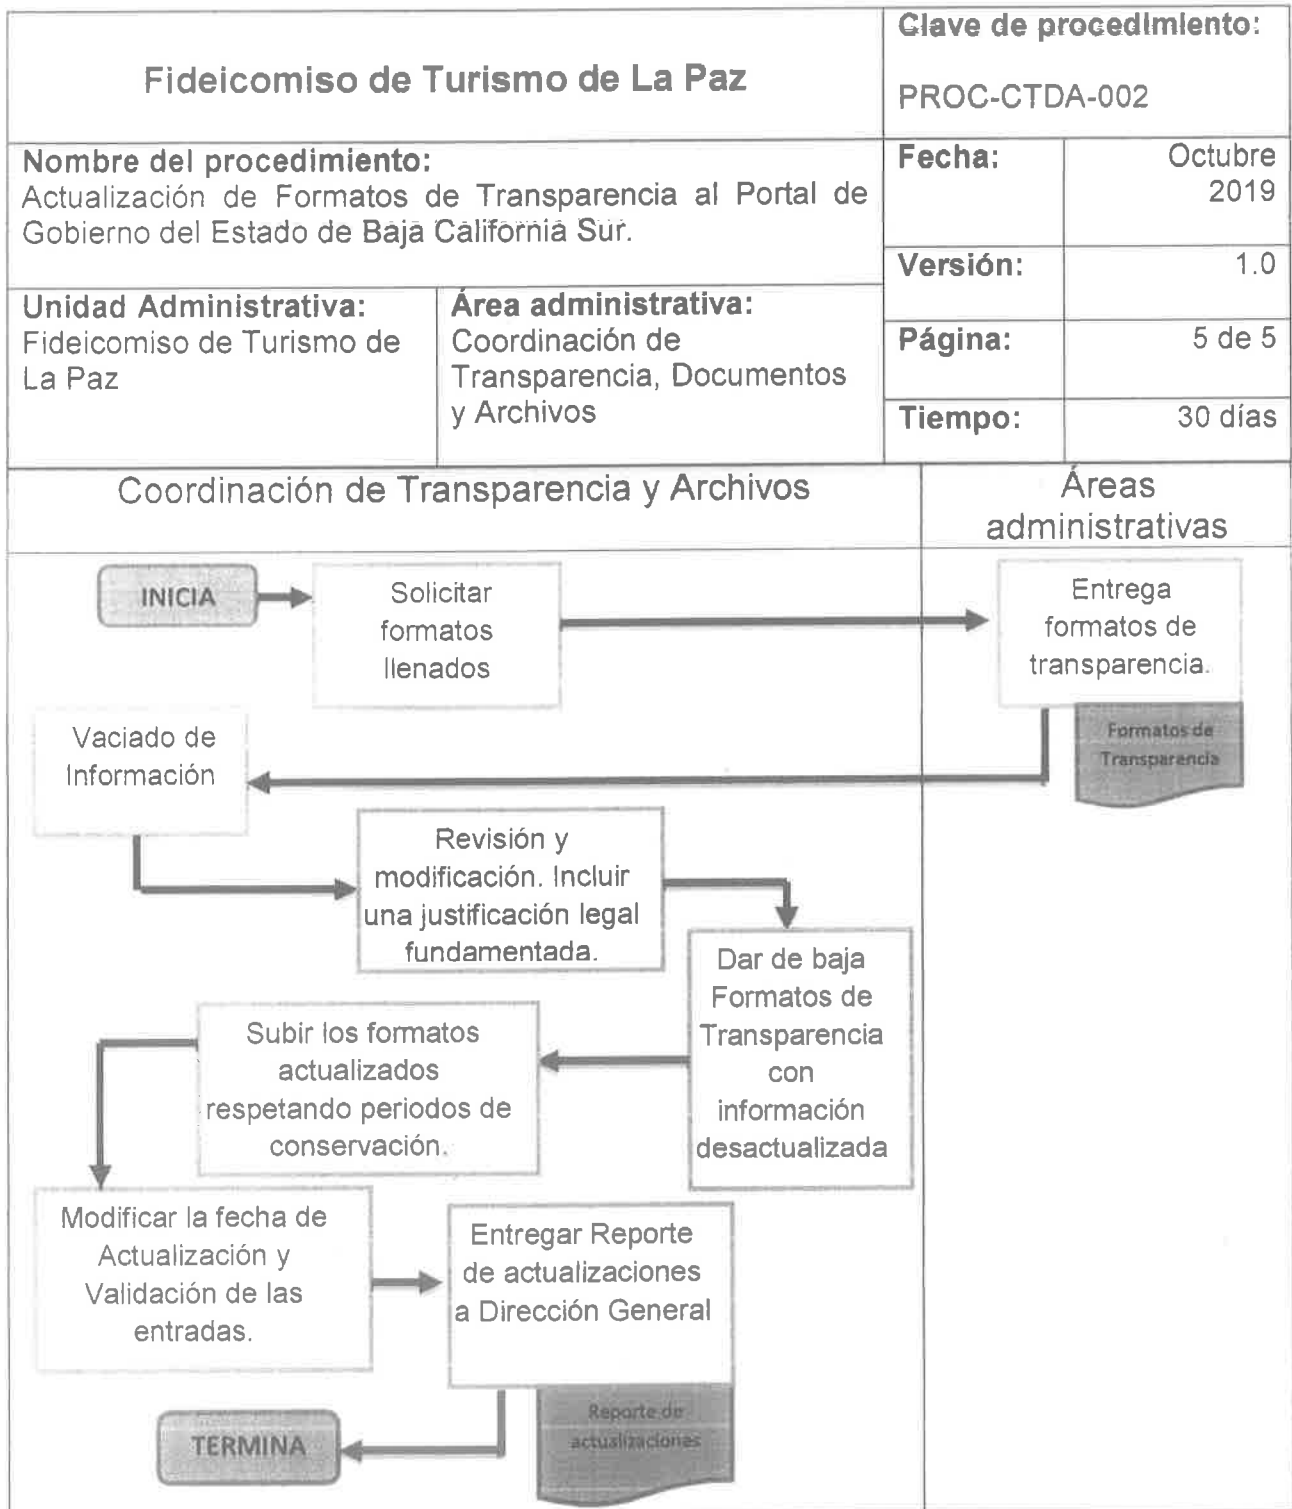 Fideicomiso de Turismo de La Paz
Clave de procedimiento:
PROC-CTDA-002
Nombre del procedimiento:
Actualización de Formatos de Transparencia al Portal de
Gobierno del Estado de Baja California Sur.
Fecha:
Octubre
2019
Versión:
1.0
Unidad Administrativa:
Fideicomiso de Turismo de
La Paz
Área administrativa:
Coordinación de
Transparencia, Documentos
y Archivos
Página:
5 de 5
Tiempo:
30 días
Coordinación de Transparencia y Archivos
Áreas
administrativas
INICIA
Solicitar
formatos
llenados
Entrega
formatos de
transparencia.
Formatos de
Transparencia
Vaciado de
Información
Revisión y
modificación. Incluir
una justificación legal
fundamentada.
Dar de baja
Formatos de
Transparencia
con
información
desactualizada
Subir los formatos
actualizados
respetando periodos de
conservación.
Modificar la fecha de
Actualización y
Validación de las
entradas.
Entregar Reporte
de actualizaciones
a Dirección General
Reporte de
actualizaciones
TERMINA